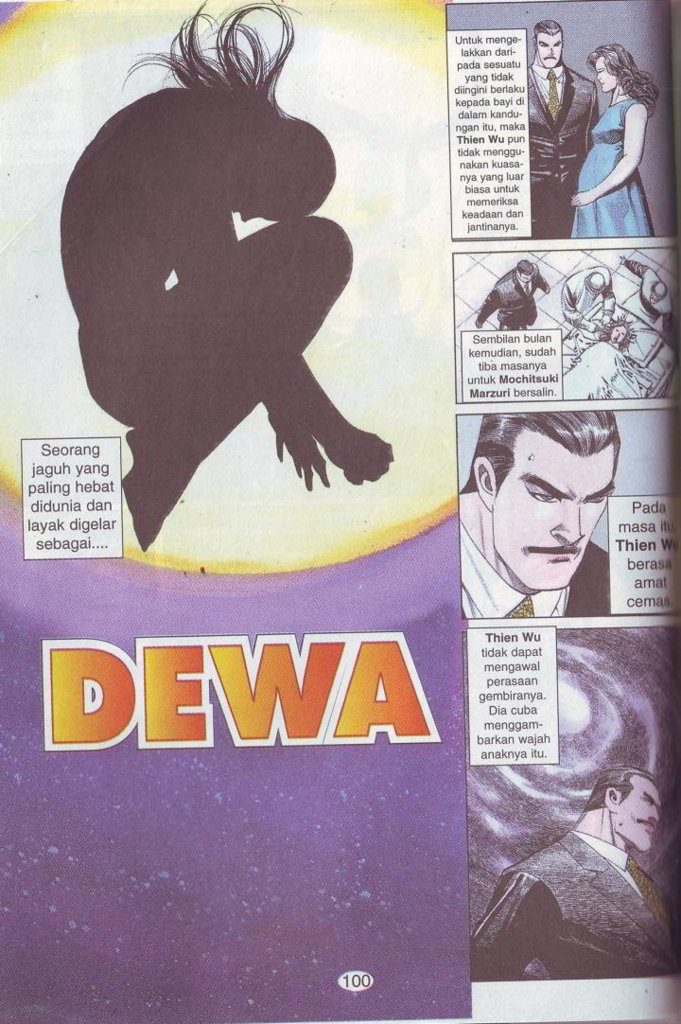 Untuk menge-
lakkan dari-
pada sesuatu
yang tidak
diingini berlaku
kepada bayi di
dalam kandu-
ngan itu, maka
Thien Wu pun
tidak menggu-
nakan kuasa-
nya yang luar
biasa untuk
memeriksa
keadaan dan
jantinanya.
Sembilan bulan
kemudian, sudah
tiba masanya
untuk Mochitsuki
Marzuri bersalin.
Pada
masa itu,
Thien Wu
berasa
amat
cemas.
Thien Wu
tidak dapat
mengawal
perasaan
gembiranya.
Dia cuba
menggam-
barkan wajah
anaknya itu.
Seorang
jaguh yang
paling hebat
didunia dan
layak digelar
sebagai....
DEWA
100